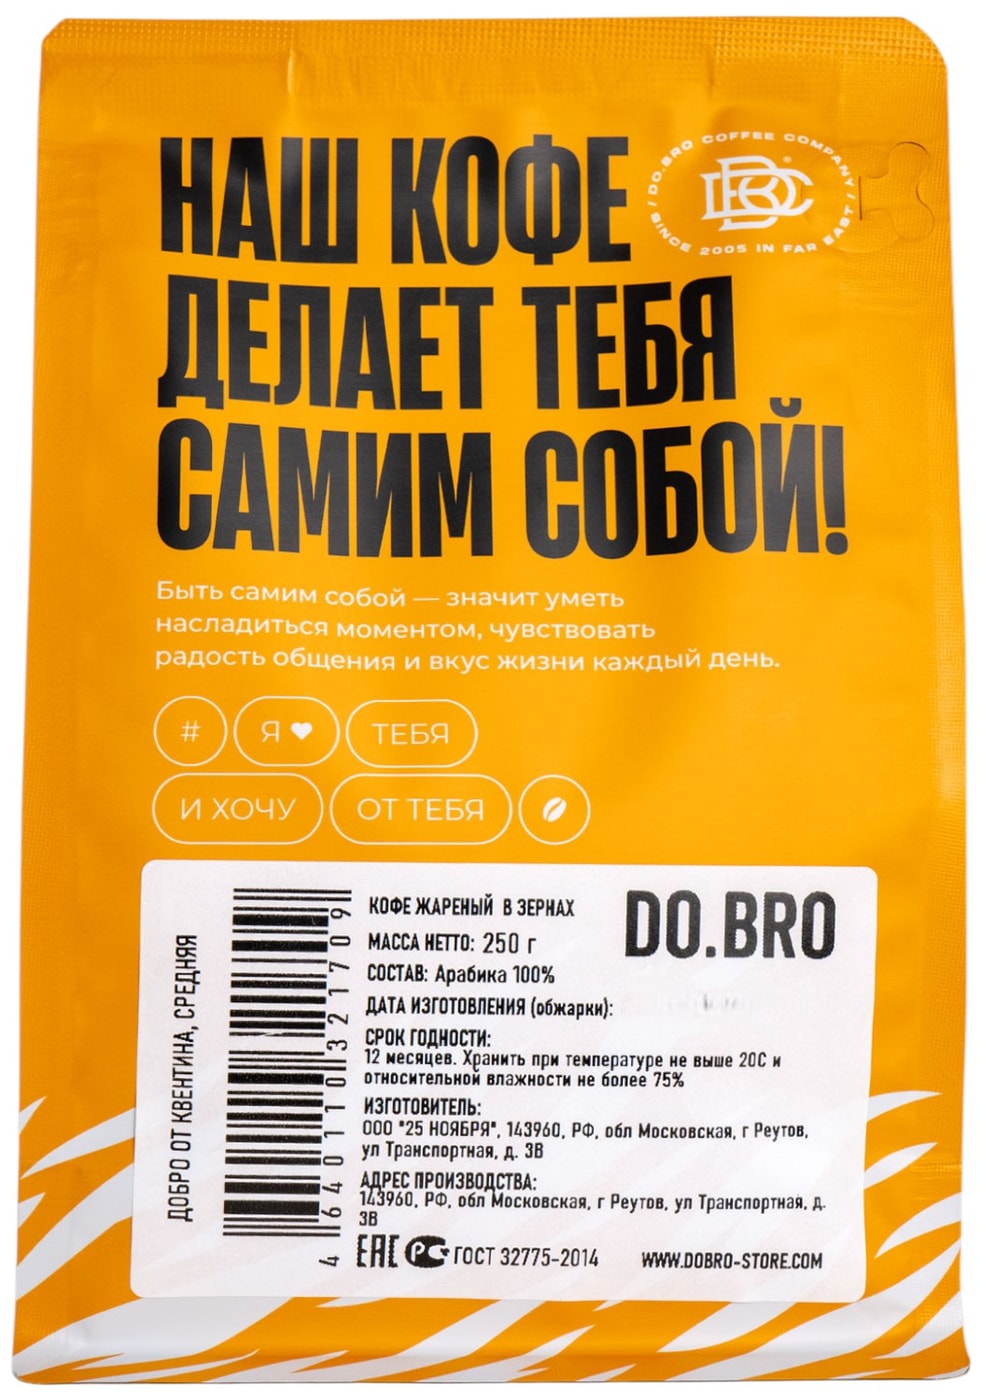 НАШ КОФЕ
ДЕЛАЕТ ТЕБЯ
САМИМ СОБОЙ!
/ DO.BRO COFFEE COMPANY /
SINCE 2005 IN FAR EAST
DBC
Быть самим собой — значит уметь
насладиться моментом, чувствовать
радость общения и вкус жизни каждый день.
# Я ♥ ТЕБЯ
И ХОЧУ ОТ ТЕБЯ
ДОБРО ОТ КВЕНТИНА, СРЕДНЯЯ
4 640110 321709
DO.BRO
КОФЕ ЖАРЕНЫЙ В ЗЕРНАХ
МАССА НЕТТО: 250 г
СОСТАВ: Арабика 100%
ДАТА ИЗГОТОВЛЕНИЯ (обжарки):
СРОК ГОДНОСТИ:
12 месяцев. Хранить при температуре не выше 20С и
относительной влажности не более 75%
ИЗГОТОВИТЕЛЬ:
ООО "25 НОЯБРЯ", 143960, РФ, обл Московская, г Реутов,
ул Транспортная, д. 3В
АДРЕС ПРОИЗВОДСТВА:
143960, РФ, обл Московская, г Реутов, ул Транспортная, д.
3В
ЕАС РСТ ГОСТ 32775-2014
WWW.DOBRO-STORE.COM